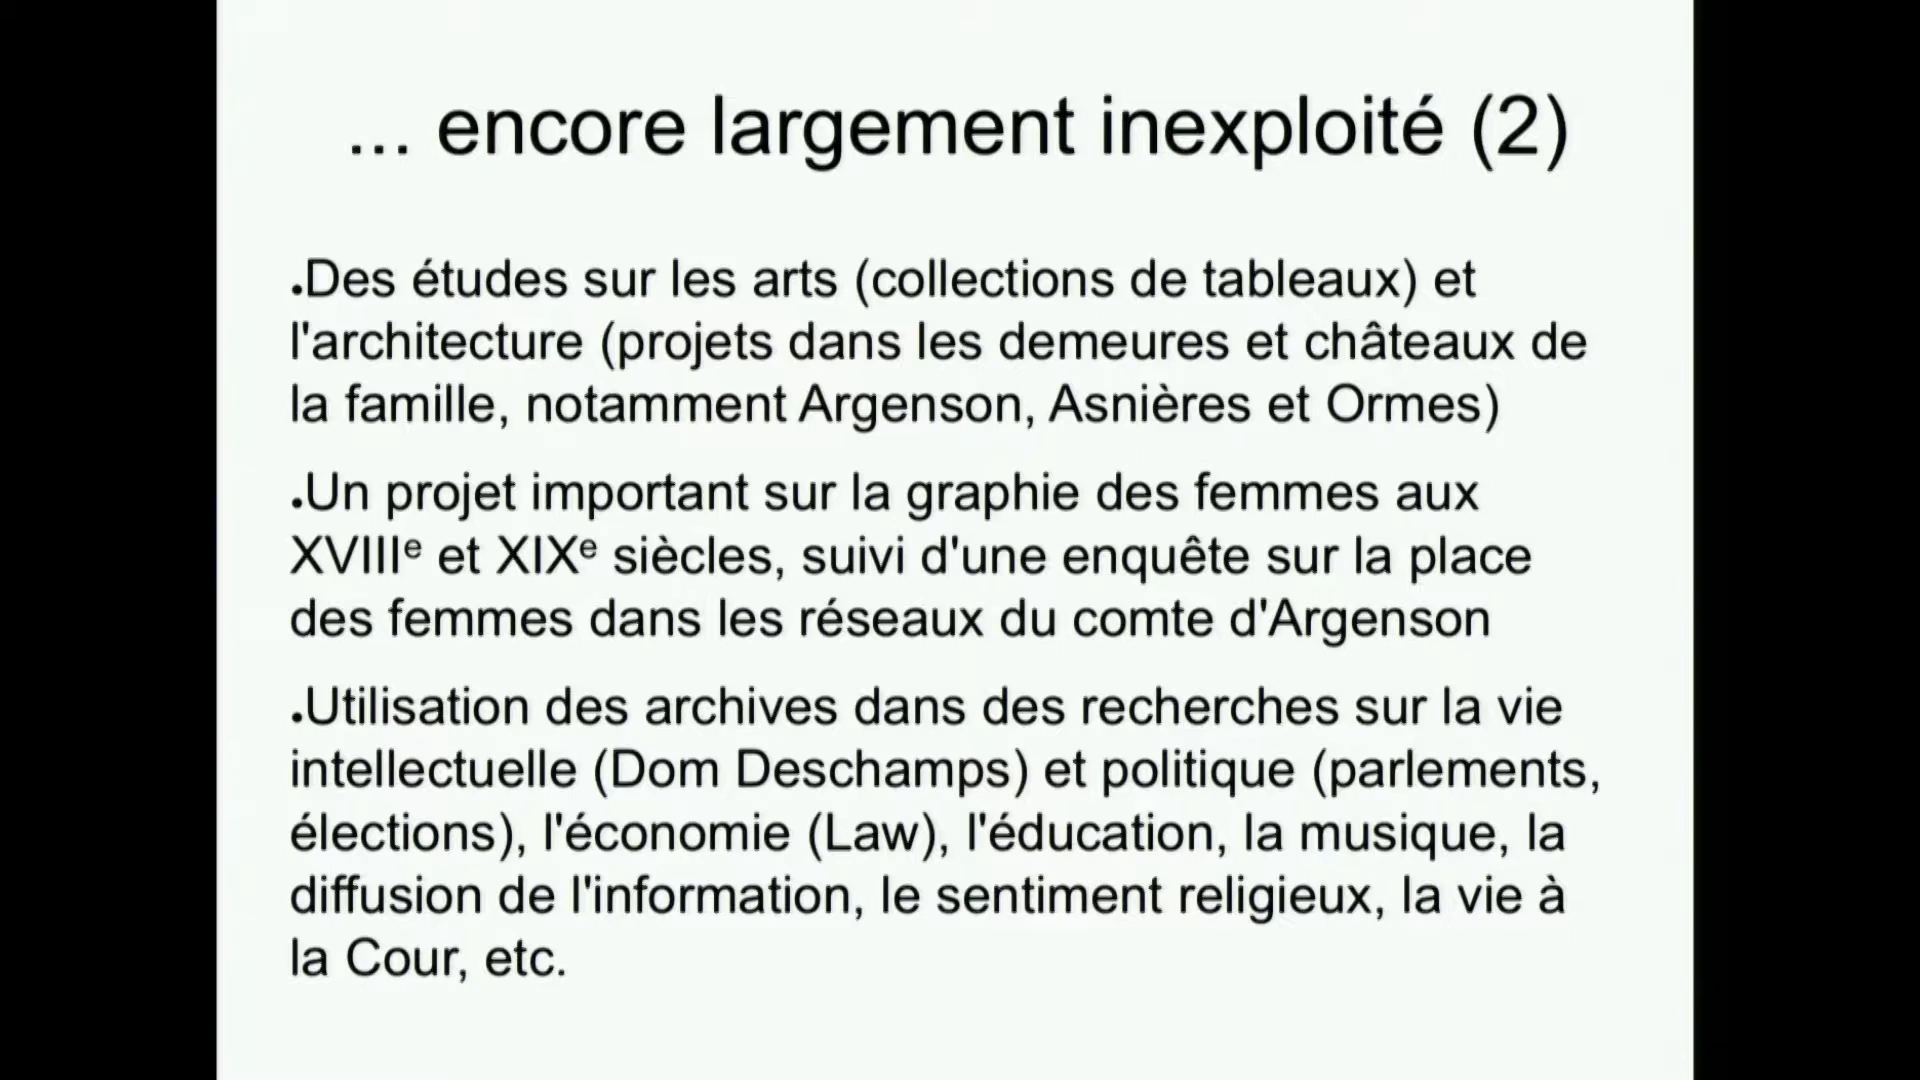 ... encore largement inexploité (2)
•Des études sur les arts (collections de tableaux) et
l'architecture (projets dans les demeures et châteaux de
la famille, notamment Argenson, Asnières et Ormes)
•Un projet important sur la graphie des femmes aux
XVIIIe et XIXe siècles, suivi d'une enquête sur la place
des femmes dans les réseaux du comte d'Argenson
•Utilisation des archives dans des recherches sur la vie
intellectuelle (Dom Deschamps) et politique (parlements,
élections), l'économie (Law), l'éducation, la musique, la
diffusion de l'information, le sentiment religieux, la vie à
la Cour, etc.